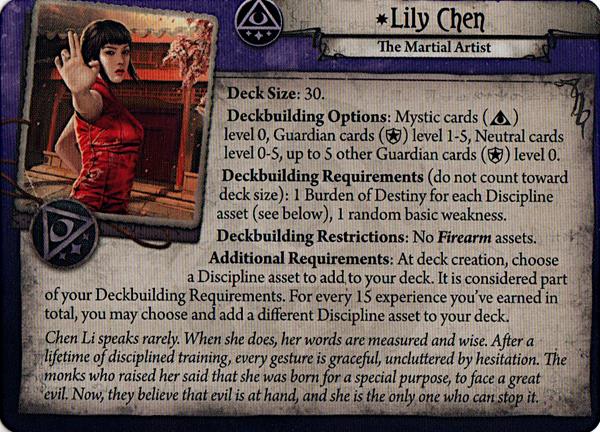 *Lily Chen
The Martial Artist
Deck Size: 30.
Deckbuilding Options: Mystic cards ( )
level 0, Guardian cards ( ) level 1-5, Neutral cards
level 0-5, up to 5 other Guardian cards ( ) level 0.
Deckbuilding Requirements (do not count toward
deck size): 1 Burden of Destiny for each Discipline
asset (see below), 1 random basic weakness.
Deckbuilding Restrictions: No Firearm assets.
Additional Requirements: At deck creation, choose
a Discipline asset to add to your deck. It is considered part
of your Deckbuilding Requirements. For every 15 experience you've earned in
total, you may choose and add a different Discipline asset to your deck.
Chen Li speaks rarely. When she does, her words are measured and wise. After a
lifetime of disciplined training, every gesture is graceful, uncluttered by hesitation. The
monks who raised her said that she was born for a special purpose, to face a great
evil. Now, they believe that evil is at hand, and she is the only one who can stop it.